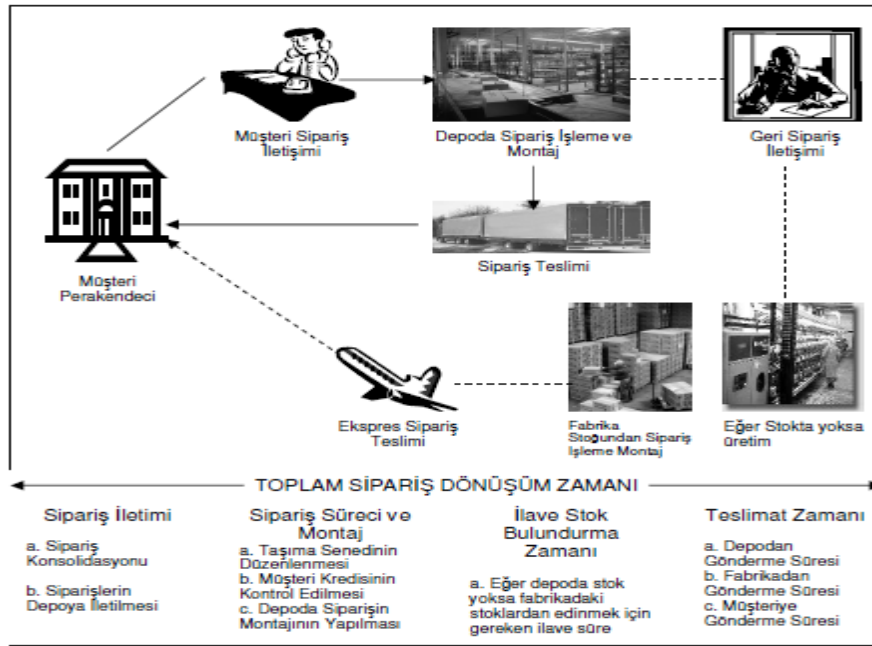 Müşteri Sipariş
İletişimi
Depoda Sipariş İşleme ve
Montaj
Geri Sipariş
İletişimi
Sipariş Teslimi
Müşteri
Perakendeci
Ekspres Sipariş
Teslimi
Fabrika
Stoğundan Sipariş
İşleme Montaj
Eğer Stokta yoksa
üretim
TOPLAM SİPARİŞ DÖNÜŞÜM ZAMANI
Sipariş İletimi
a. Sipariş
Konsolidasyonu
b. Siparişlerin
Depoya İletilmesi
Sipariş Süreci ve
Montaj
a. Taşıma Senedinin
Düzenlenmesi
b. Müşteri Kredisinin
Kontrol Edilmesi
c. Depoda Siparişin
Montajının Yapılması
İlave Stok
Bulundurma
Zamanı
a. Eğer depoda stok
yoksa fabrikadaki
stoklardan edinmek için
gereken ilave süre
Teslimat Zamanı
a. Depodan
Gönderme Süresi
b. Fabrikadan
Gönderme Süresi
c. Müşteriye
Gönderme Süresi